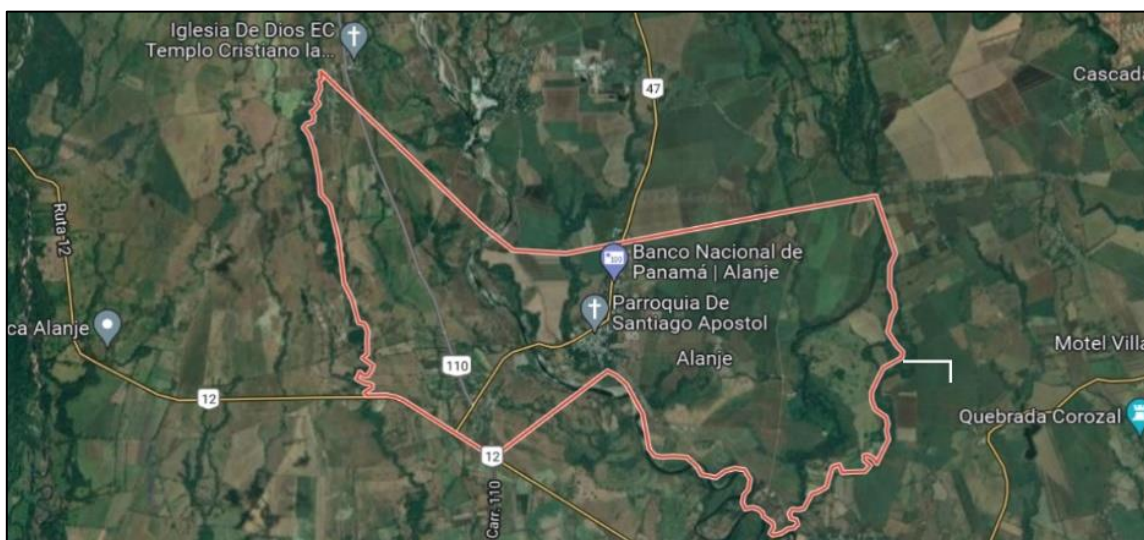 Iglesia De Dios EC
Templo Cristiano la...
47
Cascada
Ruta 12
Banco Nacional de
Panamá | Alanje
Parroquia De
Santiago Apostol
ca Alanje
Alanje
110
Motel Villa
12
Quebrada Corozal
12
Carr. 110